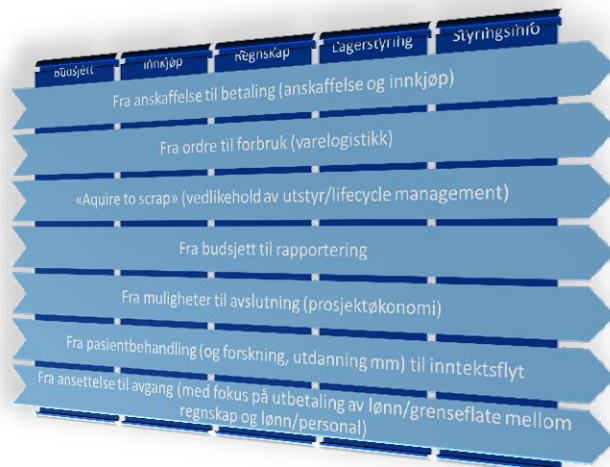 Budsjett
Innkjøp
Regnskap
Lagerstyring
Styringsinfo
Fra anskaffelse til betaling (anskaffelse og innkjøp)
Fra ordre til forbruk (varelogistikk)
«Aquire to scrap» (vedlikehold av utstyr/lifecycle management)
Fra budsjett til rapportering
Fra muligheter til avslutning (prosjektøkonomi)
Fra pasientbehandling (og forskning, utdanning mm) til inntektsflyt
Fra ansettelse til avgang (med fokus på utbetaling av lønn/grenseflate mellom
regnskap og lønn/personal)